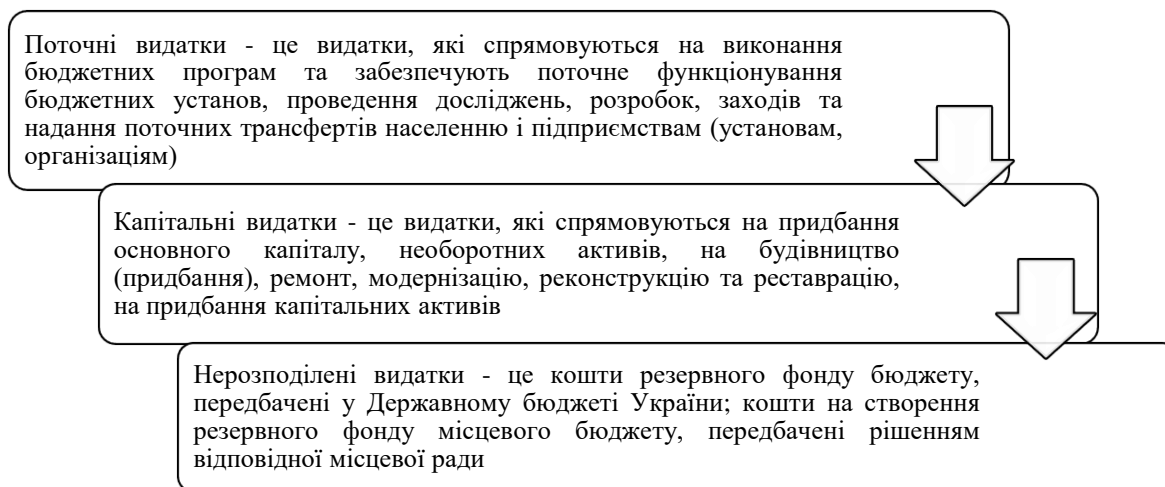 Поточні видатки - це видатки, які спрямовуються на виконання
бюджетних програм та забезпечують поточне функціонування
бюджетних установ, проведення досліджень, розробок, заходів та
надання поточних трансфертів населенню і підприємствам (установам,
організаціям)
Капітальні видатки - це видатки, які спрямовуються на придбання
основного капіталу, необоротних активів, на будівництво
(придбання), ремонт, модернізацію, реконструкцію та реставрацію,
на придбання капітальних активів
Нерозподілені видатки - це кошти резервного фонду бюджету,
передбачені у Державному бюджеті України; кошти на створення
резервного фонду місцевого бюджету, передбачені рішенням
відповідної місцевої ради